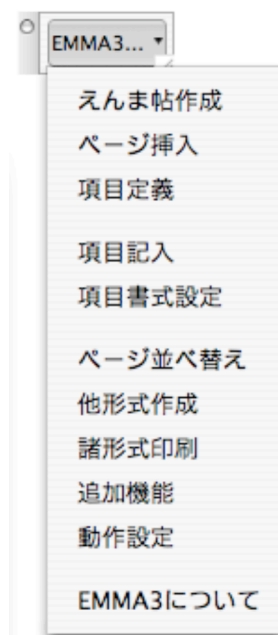 EMMA3...
えんま帖作成
ページ挿入
項目定義
項目記入
項目書式設定
ページ並べ替え
他形式作成
諸形式印刷
追加機能
動作設定
EMMA3について